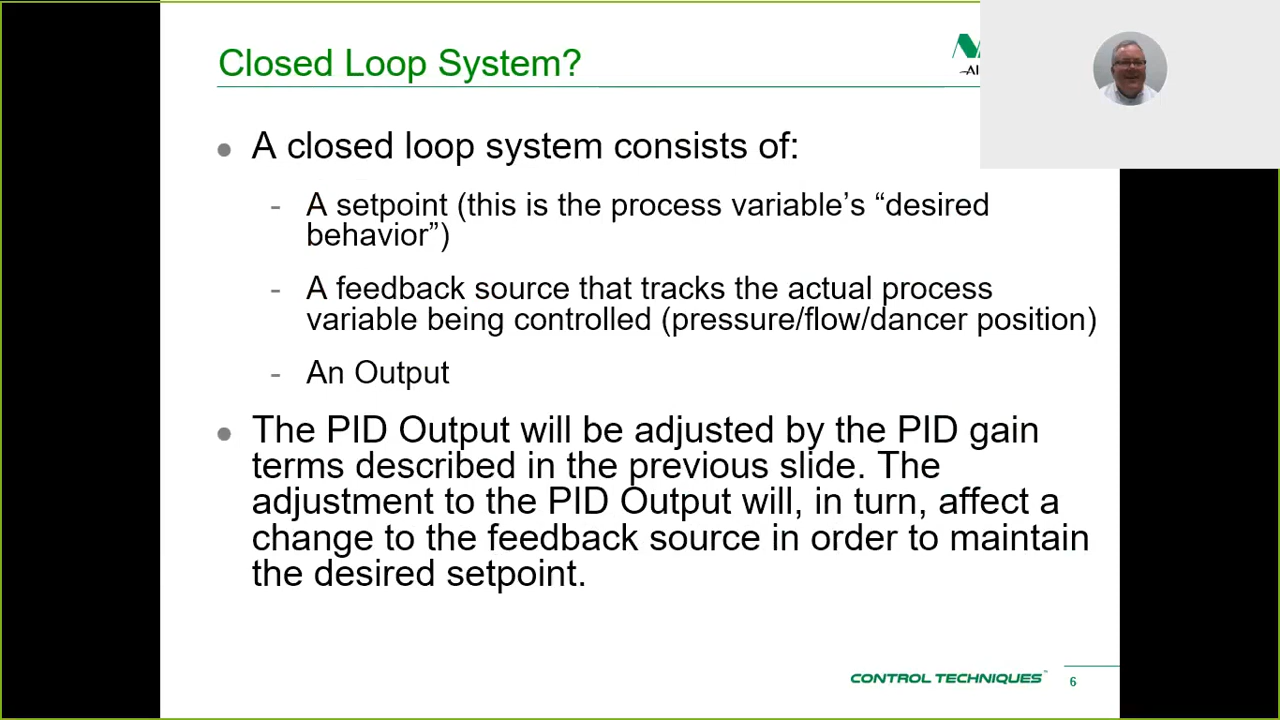 Closed Loop System?
A closed loop system consists of:
- A setpoint (this is the process variable’s “desired
behavior”)
- A feedback source that tracks the actual process
variable being controlled (pressure/flow/dancer position)
- An Output
The PID Output will be adjusted by the PID gain
terms described in the previous slide. The
adjustment to the PID Output will, in turn, affect a
change to the feedback source in order to maintain
the desired setpoint.
CONTROL TECHNIQUES™
6